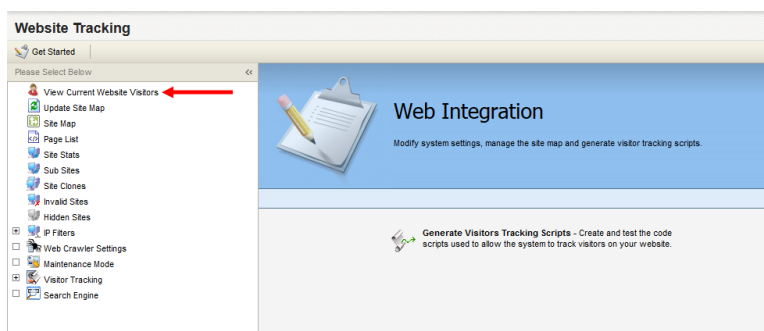 Website Tracking
Get Started
Please Select Below
View Current Website Visitors
Update Site Map
Site Map
Page List
Site Stats
Sub Sites
Site Clones
Invalid Sites
Hidden Sites
IP Filters
Web Crawler Settings
Maintenance Mode
Visitor Tracking
Search Engine
Web Integration
Modify system settings, manage the site map and generate visitor tracking scripts.
Generate Visitors Tracking Scripts - Create and test the code
scripts used to allow the system to track visitors on your website.